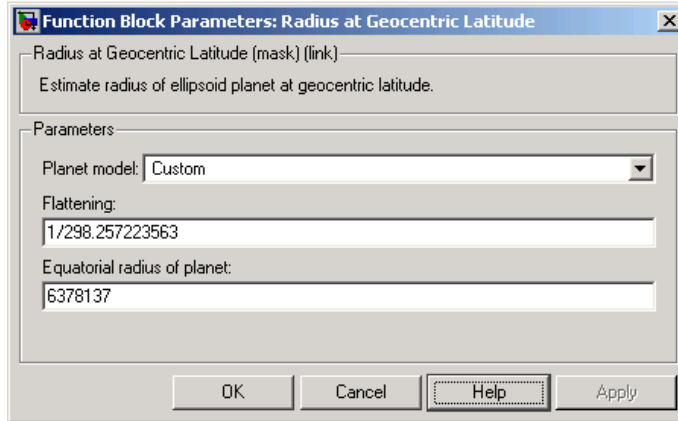 Function Block Parameters: Radius at Geocentric Latitude
Radius at Geocentric Latitude (mask) (link)
Estimate radius of ellipsoid planet at geocentric latitude.
Parameters
Planet model: Custom
Flattening:
1/298.257223563
Equatorial radius of planet:
6378137
OK Cancel Help Apply